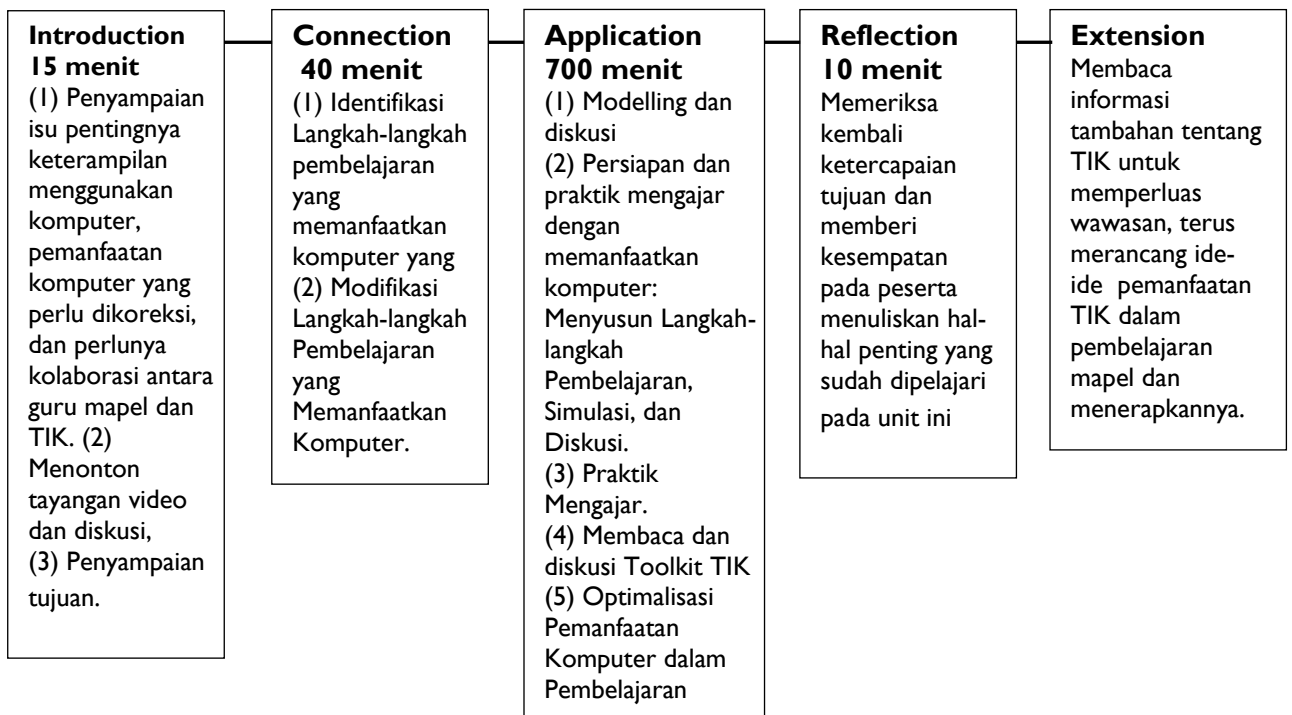 Introduction
15 menit
(1) Penyampaian
isu pentingnya
keterampilan
menggunakan
komputer,
pemanfaatan
komputer yang
perlu dikoreksi,
dan perlunya
kolaborasi antara
guru mapel dan
TIK. (2)
Menonton
tayangan video
dan diskusi,
(3) Penyampaian
tujuan.
Connection
40 menit
(1) Identifikasi
Langkah-langkah
pembelajaran
yang
memanfaatkan
komputer yang
(2) Modifikasi
Langkah-langkah
Pembelajaran
yang
Memanfaatkan
Komputer.
Application
700 menit
(1) Modelling dan
diskusi
(2) Persiapan dan
praktik mengajar
dengan
memanfaatkan
komputer:
Menyusun Langkah-
langkah
Pembelajaran,
Simulasi, dan
Diskusi.
(3) Praktik
Mengajar.
(4) Membaca dan
diskusi Toolkit TIK
(5) Optimalisasi
Pemanfaatan
Komputer dalam
Pembelajaran
Reflection
10 menit
Memeriksa
kembali
ketercapaian
tujuan dan
memberi
kesempatan
pada peserta
menuliskan hal-
hal penting yang
sudah dipelajari
pada unit ini
Extension
Membaca
informasi
tambahan tentang
TIK untuk
memperluas
wawasan, terus
merancang ide-
ide pemanfaatan
TIK dalam
pembelajaran
mapel dan
menerapkannya.